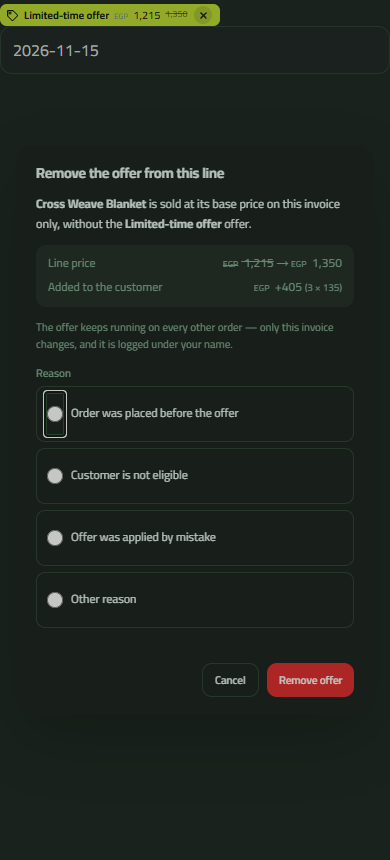 Limited-time offer EGP 1,215 1,350
2026-11-15
Remove the offer from this line
Cross Weave Blanket is sold at its base price on this invoice
only, without the Limited-time offer offer.
Line price EGP 1,215 → EGP 1,350
Added to the customer EGP +405 (3 × 135)
The offer keeps running on every other order — only this invoice
changes, and it is logged under your name.
Reason
Order was placed before the offer
Customer is not eligible
Offer was applied by mistake
Other reason
Cancel Remove offer